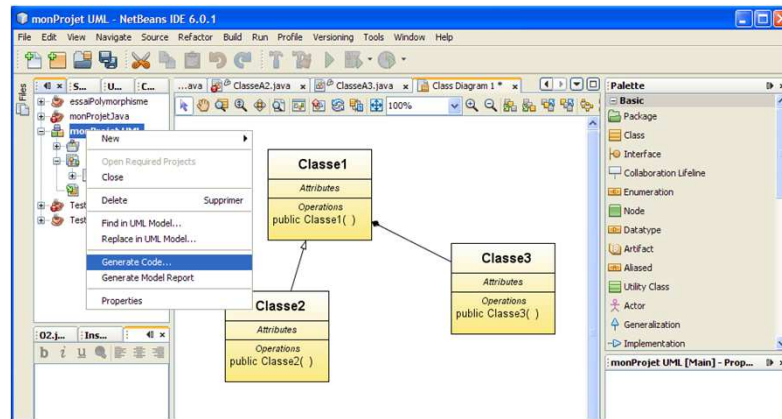 monProjet UML - NetBeans IDE 6.0.1
File Edit View Navigate Source Refactor Build Run Profile Versioning Tools Window Help
Files
:S... :U... :C...
...ava ClasseA2.java x ClasseA3.java x Class Diagram 1 * x
100%
essaiPolymorphisme
monProjetJava
monProjet UML
Test
Test
New
Open Required Projects
Close
Delete Supprimer
Find in UML Model...
Replace in UML Model...
Generate Code...
Generate Model Report
Properties
Classe1
Attributes
Operations
public Classe1( )
Classe3
Attributes
Operations
public Classe3( )
Classe2
Attributes
Operations
public Classe2( )
Palette
Basic
Package
Class
Interface
Collaboration Lifeline
Enumeration
Node
Datatype
Artifact
Aliased
Utility Class
Actor
Generalization
Implementation
:02.j... :Ins...
b i u
monProjet UML [Main] - Prop...